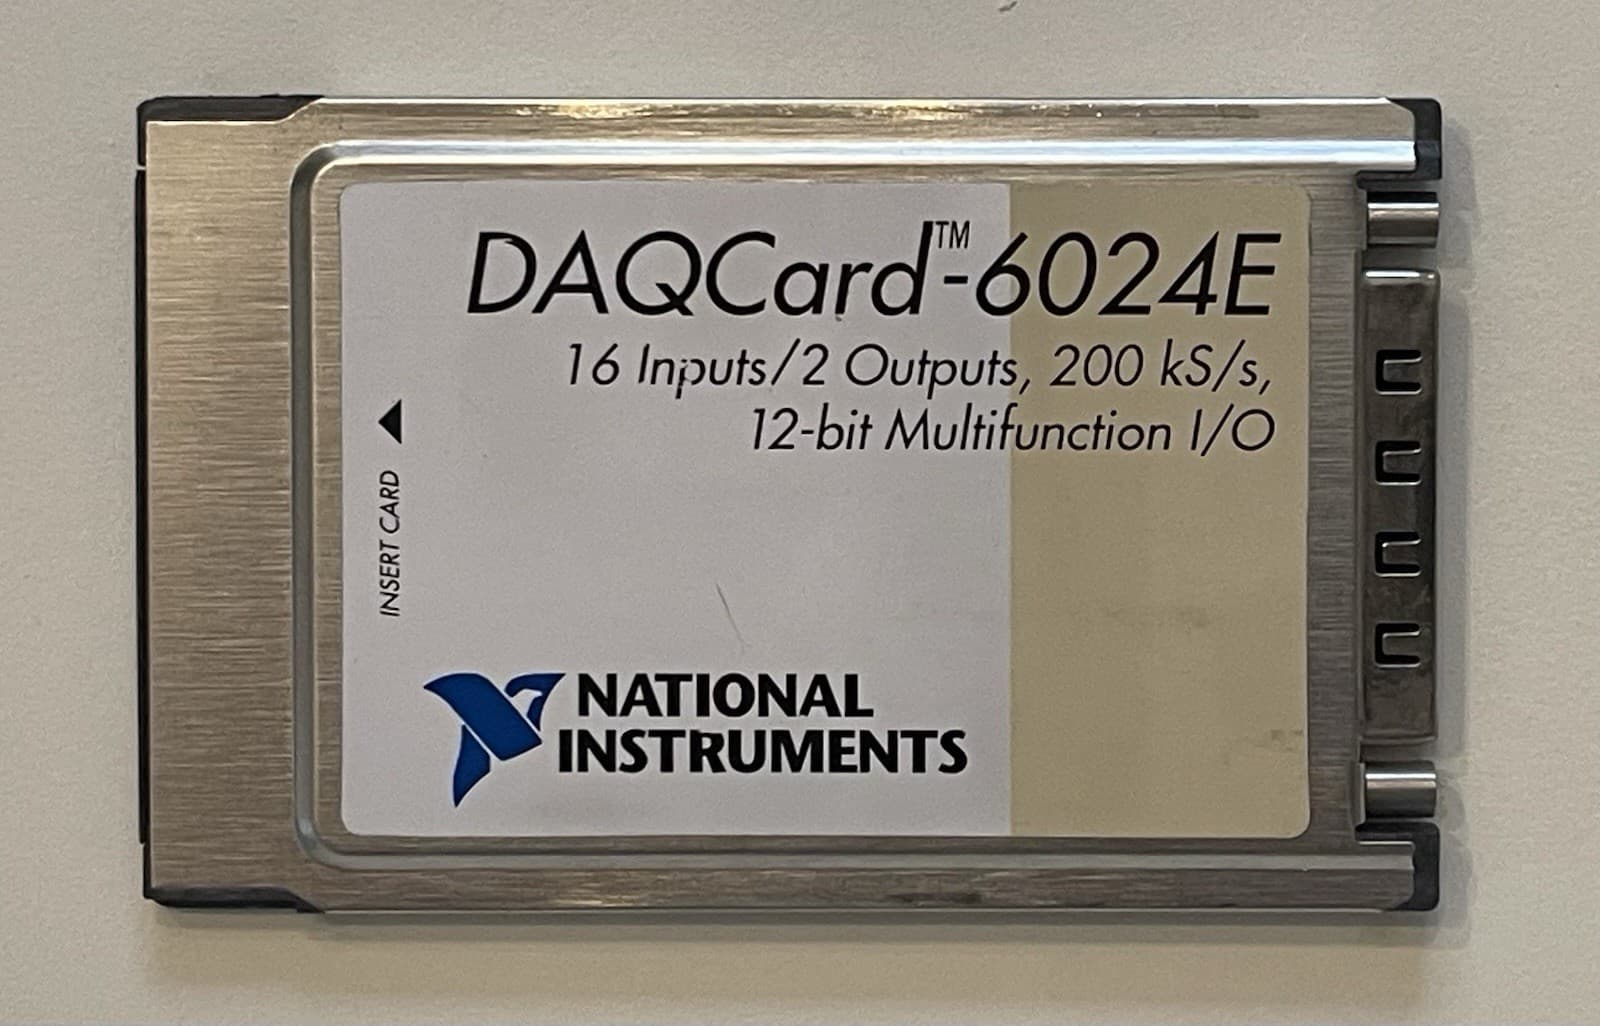 DAQCard™-6024E
16 Inputs/2 Outputs, 200 kS/s,
12-bit Multifunction I/O
INSERT CARD
NATIONAL
INSTRUMENTS